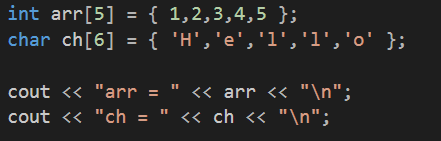 int arr[5] = { 1,2,3,4,5 };
char ch[6] = { 'H','e','l','l','o' };
cout << "arr = " << arr << "\n";
cout << "ch = " << ch << "\n";